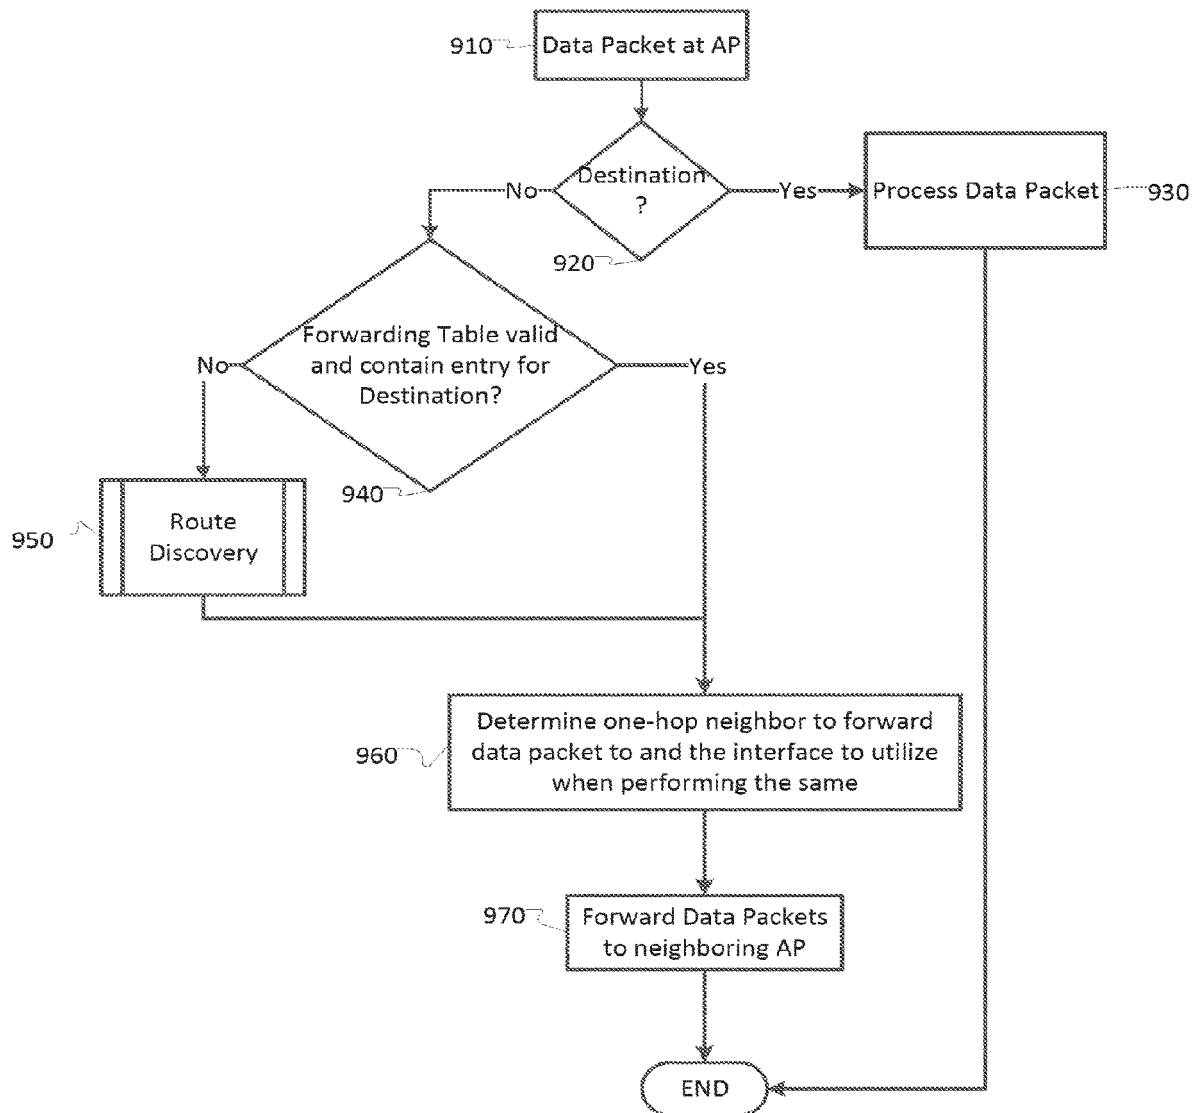 910
Data Packet at AP
Destination
?
No
Yes
Process Data Packet
930
920
Forwarding Table valid
and contain entry for
Destination?
No
Yes
940
950
Route
Discovery
960
Determine one-hop neighbor to forward
data packet to and the interface to utilize
when performing the same
970
Forward Data Packets
to neighboring AP
END